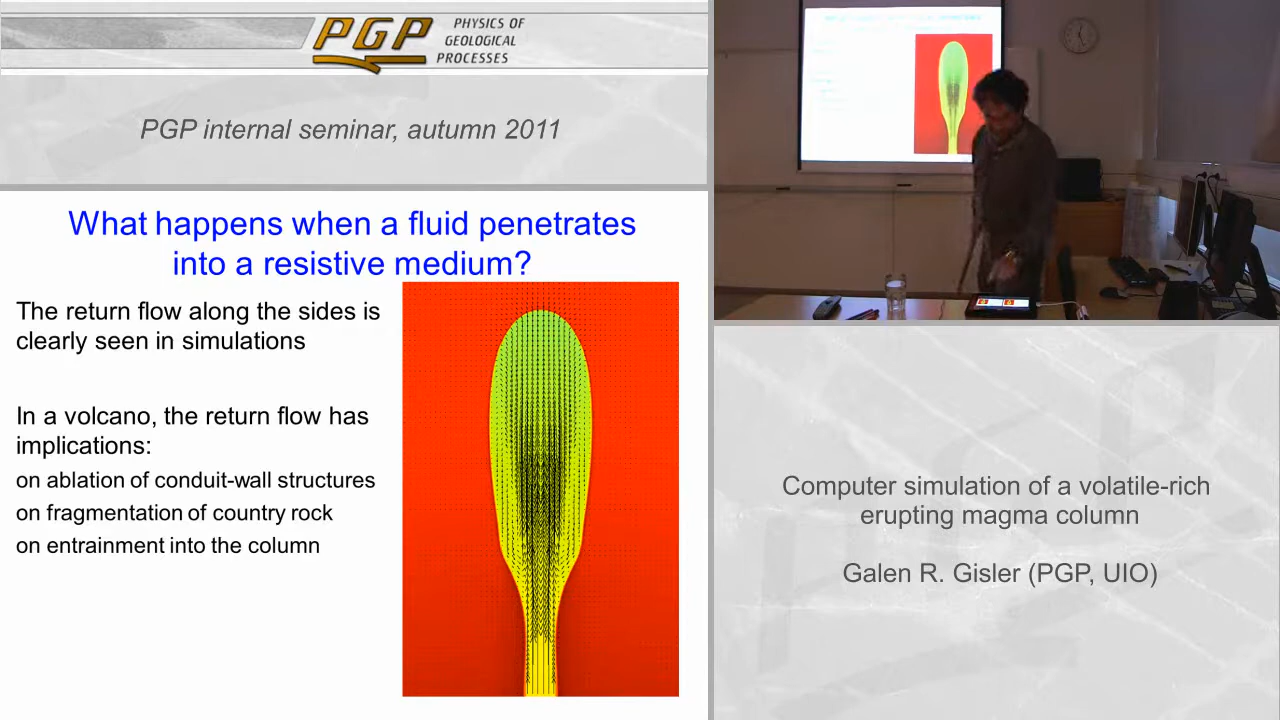 PGP
PHYSICS OF
GEOLOGICAL
PROCESSES
PGP internal seminar, autumn 2011
What happens when a fluid penetrates
into a resistive medium?
The return flow along the sides is
clearly seen in simulations
In a volcano, the return flow has
implications:
on ablation of conduit-wall structures
on fragmentation of country rock
on entrainment into the column
Computer simulation of a volatile-rich
erupting magma column
Galen R. Gisler (PGP, UIO)